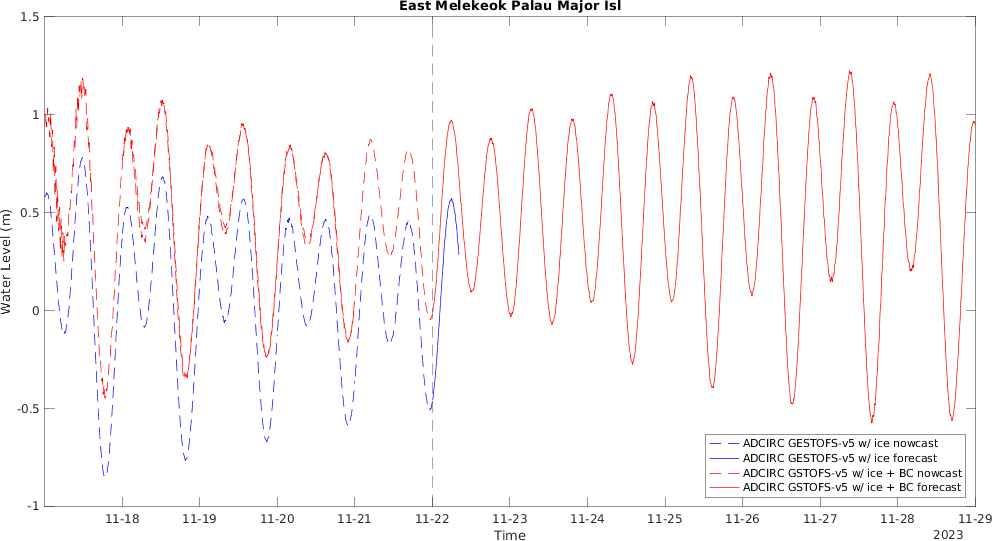 East Melekeok Palau Major Isl
1.5
1
0.5
0
-0.5
-1
Water Level (m)
11-18 11-19 11-20 11-21 11-22 11-23 11-24 11-25 11-26 11-27 11-28 11-29
Time
2023
ADCIRC GESTOFS-v5 w/ ice nowcast
ADCIRC GESTOFS-v5 w/ ice forecast
ADCIRC GSTOFS-v5 w/ ice + BC nowcast
ADCIRC GSTOFS-v5 w/ ice + BC forecast